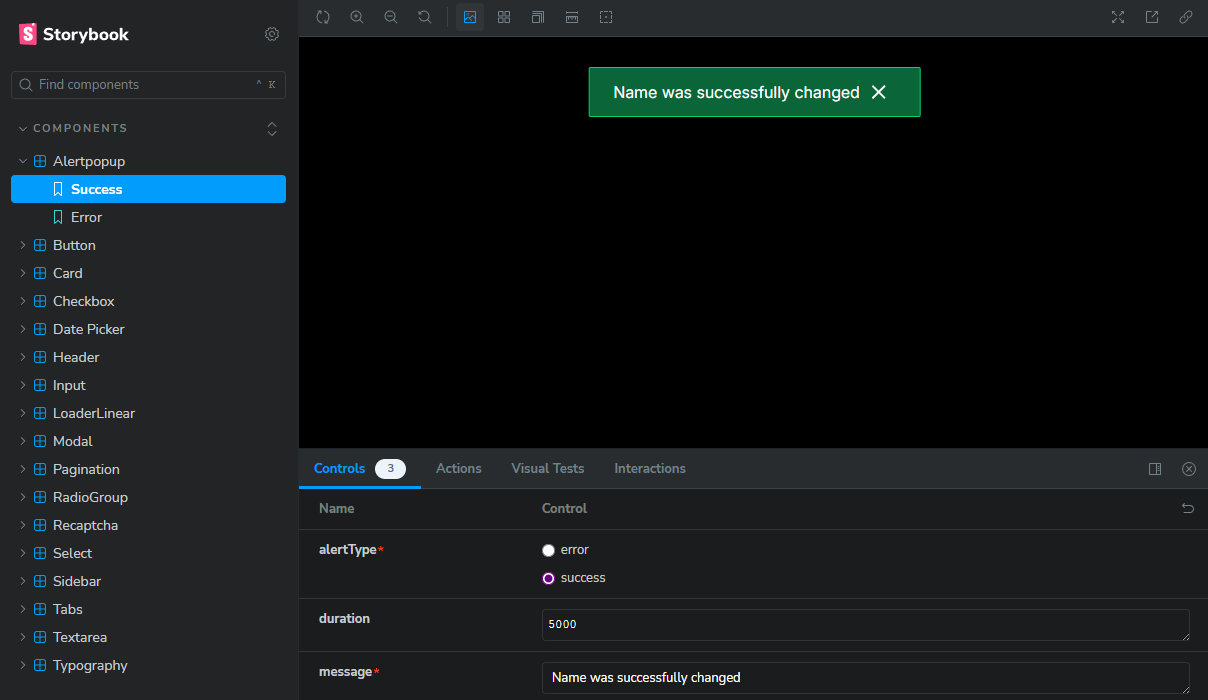 Storybook
Find components
^ K
COMPONENTS
Alertpopup
Success
Error
Button
Card
Checkbox
Date Picker
Header
Input
LoaderLinear
Modal
Pagination
RadioGroup
Recaptcha
Select
Sidebar
Tabs
Textarea
Typography
Name was successfully changed
Controls 3 Actions Visual Tests Interactions
Name Control
alertType* error
success
duration 5000
message* Name was successfully changed